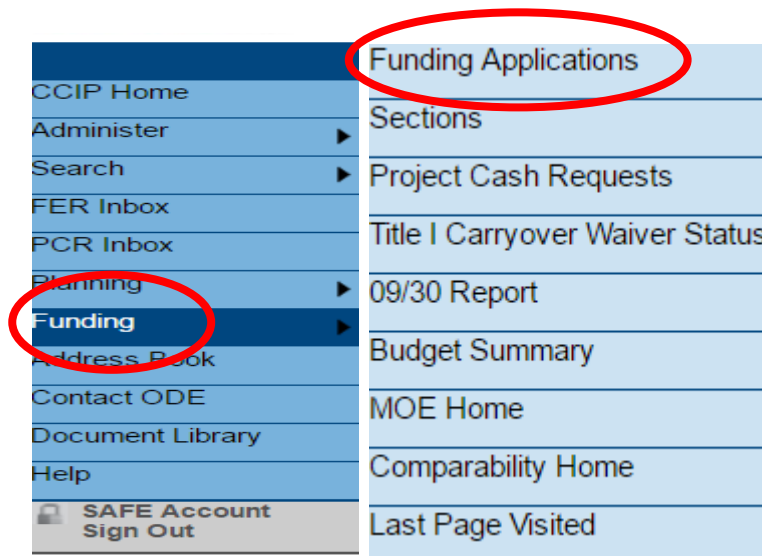 CCIP Home
Administer
Search
FER Inbox
PCR Inbox
Planning
Funding
Address Book
Contact ODE
Document Library
Help
SAFE Account
Sign Out
Funding Applications
Sections
Project Cash Requests
Title I Carryover Waiver Status
09/30 Report
Budget Summary
MOE Home
Comparability Home
Last Page Visited